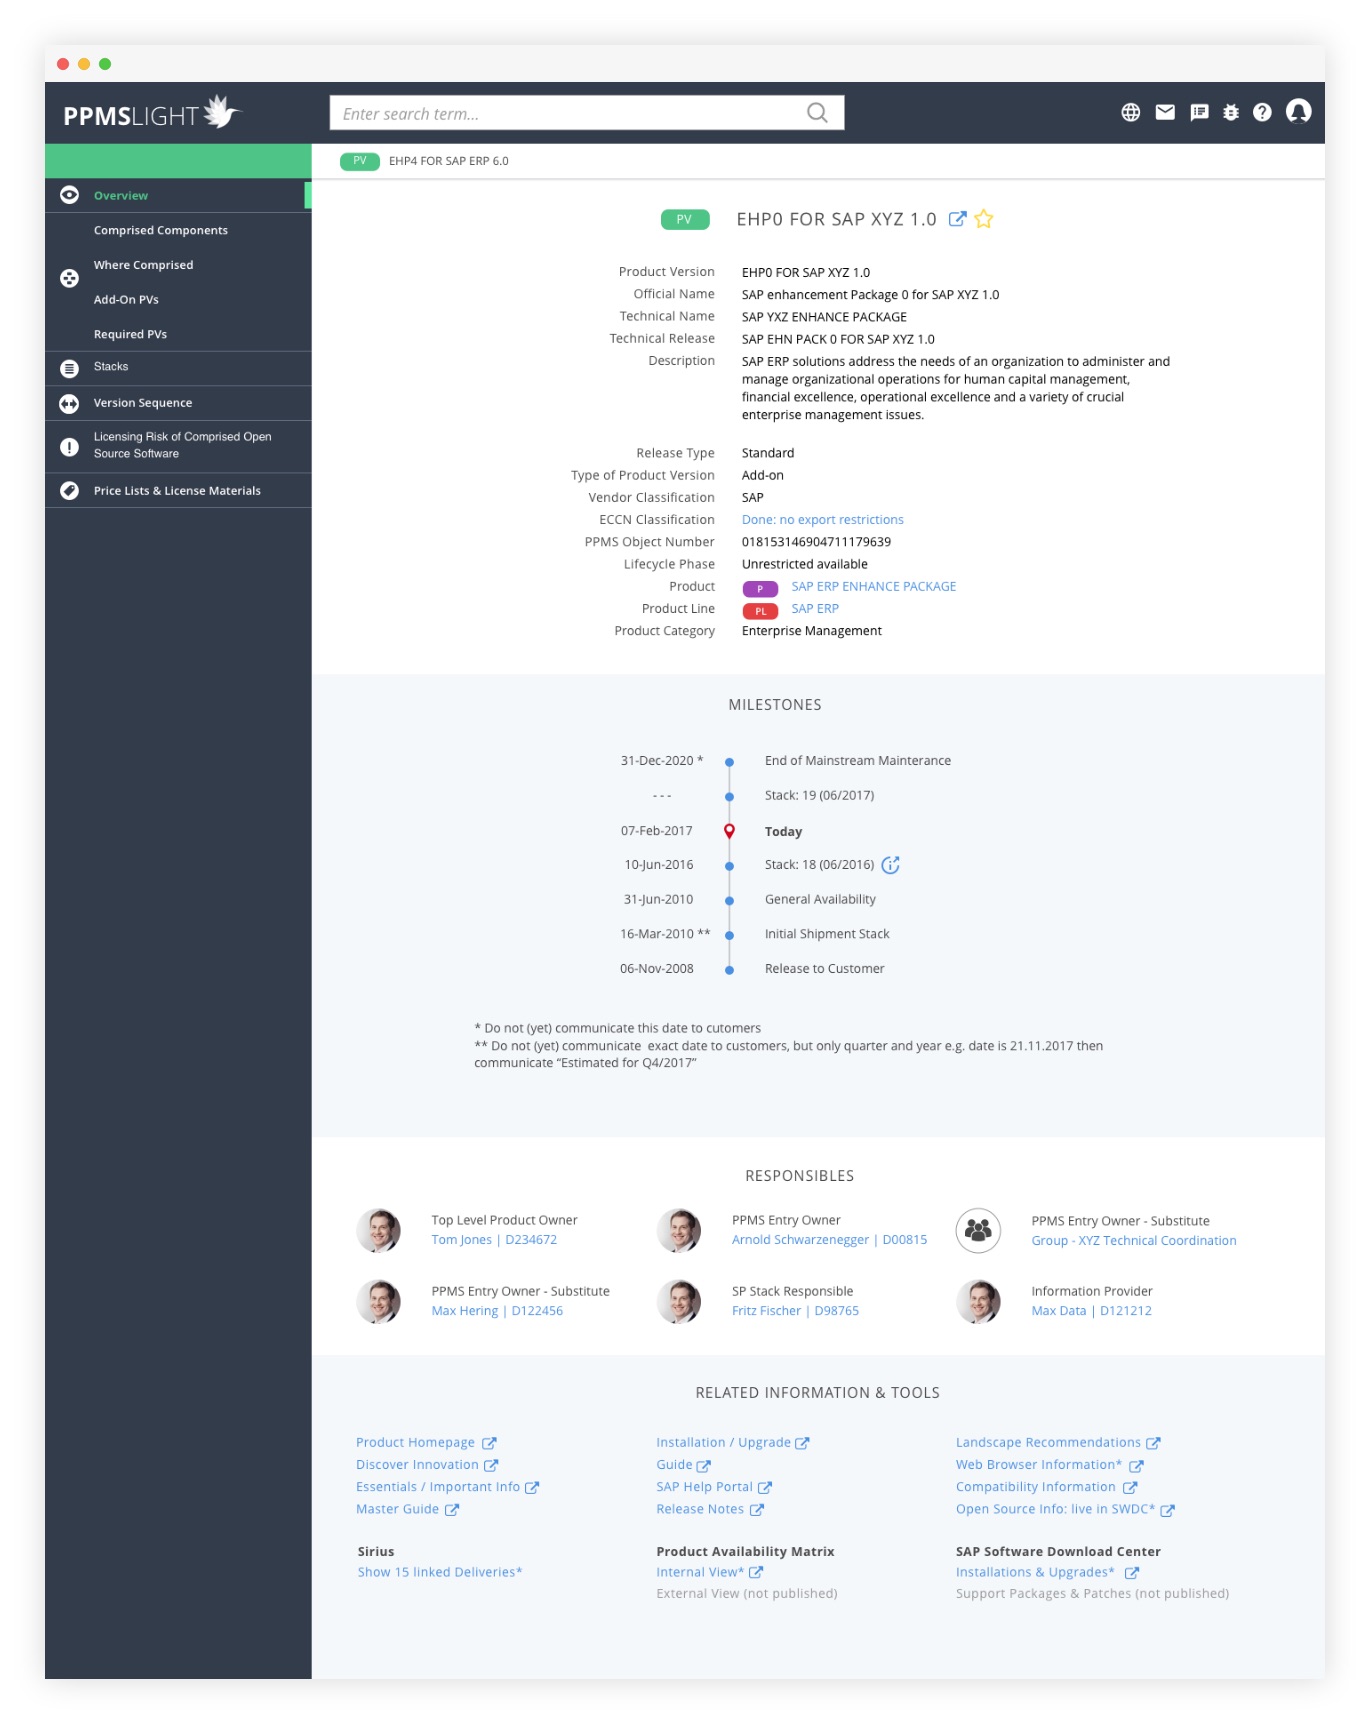 PPMSLIGHT
Enter search term...
PV EHP4 FOR SAP ERP 6.0
Overview
Comprised Components
Where Comprised
Add-On PVs
Required PVs
Stacks
Version Sequence
Licensing Risk of Comprised Open
Source Software
Price Lists & License Materials
PV EHP0 FOR SAP XYZ 1.0
Product Version EHP0 FOR SAP XYZ 1.0
Official Name SAP enhancement Package 0 for SAP XYZ 1.0
Technical Name SAP YXZ ENHANCE PACKAGE
Technical Release SAP EHN PACK 0 FOR SAP XYZ 1.0
Description SAP ERP solutions address the needs of an organization to administer and
manage organizational operations for human capital management,
financial excellence, operational excellence and a variety of crucial
enterprise management issues.
Release Type Standard
Type of Product Version Add-on
Vendor Classification SAP
ECCN Classification Done: no export restrictions
PPMS Object Number 018153146904711179639
Lifecycle Phase Unrestricted available
Product P SAP ERP ENHANCE PACKAGE
Product Line PL SAP ERP
Product Category Enterprise Management
MILESTONES
31-Dec-2020 * End of Mainstream Mainterance
- - - Stack: 19 (06/2017)
07-Feb-2017 Today
10-Jun-2016 Stack: 18 (06/2016)
31-Jun-2010 General Availability
16-Mar-2010 ** Initial Shipment Stack
06-Nov-2008 Release to Customer
* Do not (yet) communicate this date to cutomers
** Do not (yet) communicate exact date to customers, but only quarter and year e.g. date is 21.11.2017 then
communicate “Estimated for Q4/2017”
RESPONSIBLES
Top Level Product Owner
Tom Jones | D234672
PPMS Entry Owner
Arnold Schwarzenegger | D00815
PPMS Entry Owner - Substitute
Group - XYZ Technical Coordination
PPMS Entry Owner - Substitute
Max Hering | D122456
SP Stack Responsible
Fritz Fischer | D98765
Information Provider
Max Data | D121212
RELATED INFORMATION & TOOLS
Product Homepage
Discover Innovation
Essentials / Important Info
Master Guide
Installation / Upgrade
Guide
SAP Help Portal
Release Notes
Landscape Recommendations
Web Browser Information*
Compatibility Information
Open Source Info: live in SWDC*
Sirius
Show 15 linked Deliveries*
Product Availability Matrix
Internal View*
External View (not published)
SAP Software Download Center
Installations & Upgrades*
Support Packages & Patches (not published)